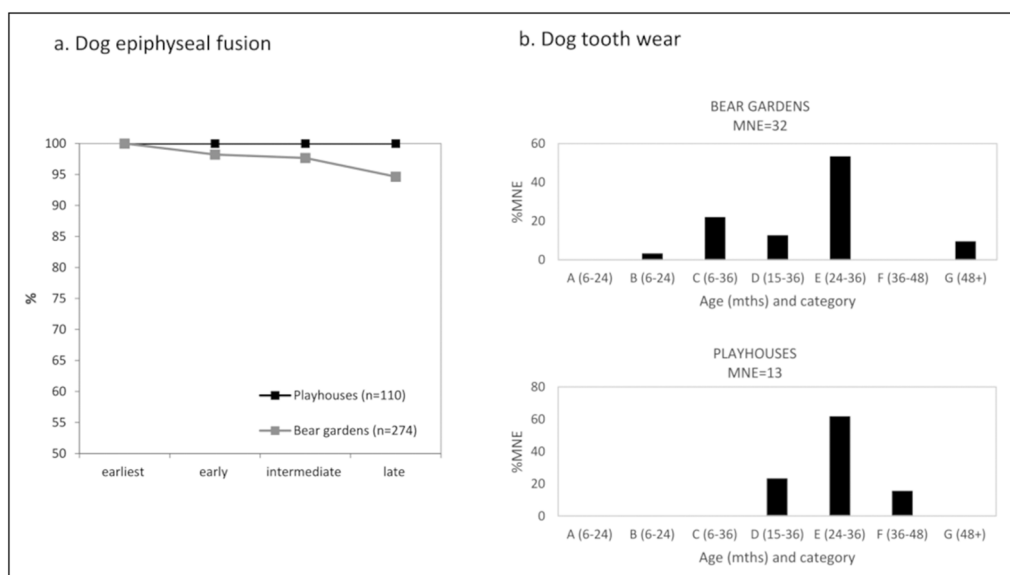 a. Dog epiphyseal fusion
100
95
90
85
80
75
70
65
60
55
50
%
earliest early intermediate late
Playhouses (n=110)
Bear gardens (n=274)
b. Dog tooth wear
BEAR GARDENS
MNE=32
60
40
20
0
%MNE
A (6-24) B (6-24) C (6-36) D (15-36) E (24-36) F (36-48) G (48+)
Age (mths) and category
PLAYHOUSES
MNE=13
80
60
40
20
0
%MNE
A (6-24) B (6-24) C (6-36) D (15-36) E (24-36) F (36-48) G (48+)
Age (mths) and category